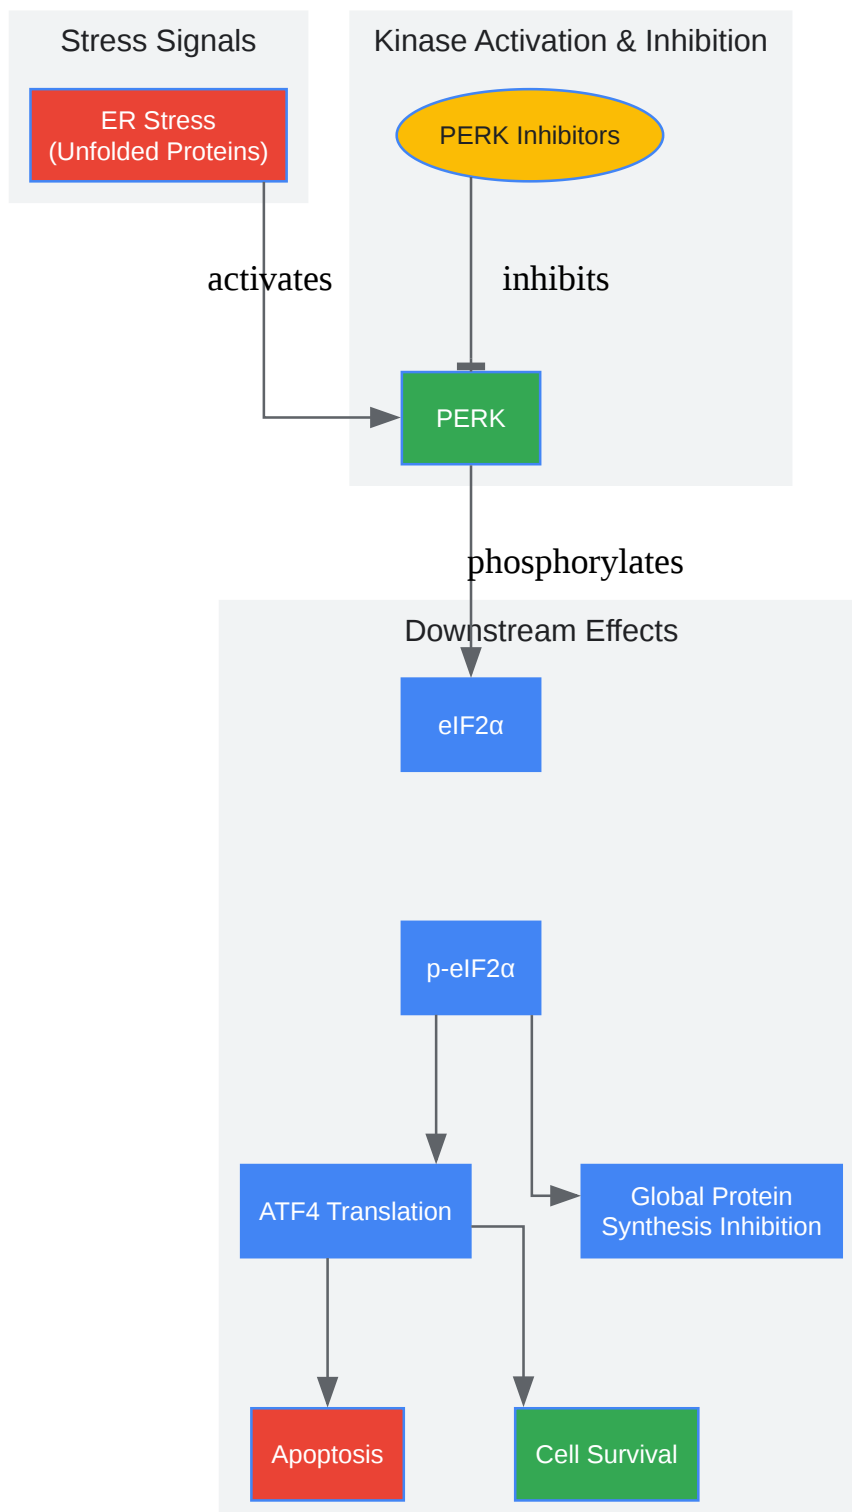 Stress Signals
Kinase Activation & Inhibition
ER Stress
(Unfolded Proteins)
PERK Inhibitors
activates
inhibits
PERK
phosphorylates
Downstream Effects
eIF2α
p-eIF2α
ATF4 Translation
Global Protein
Synthesis Inhibition
Apoptosis
Cell Survival